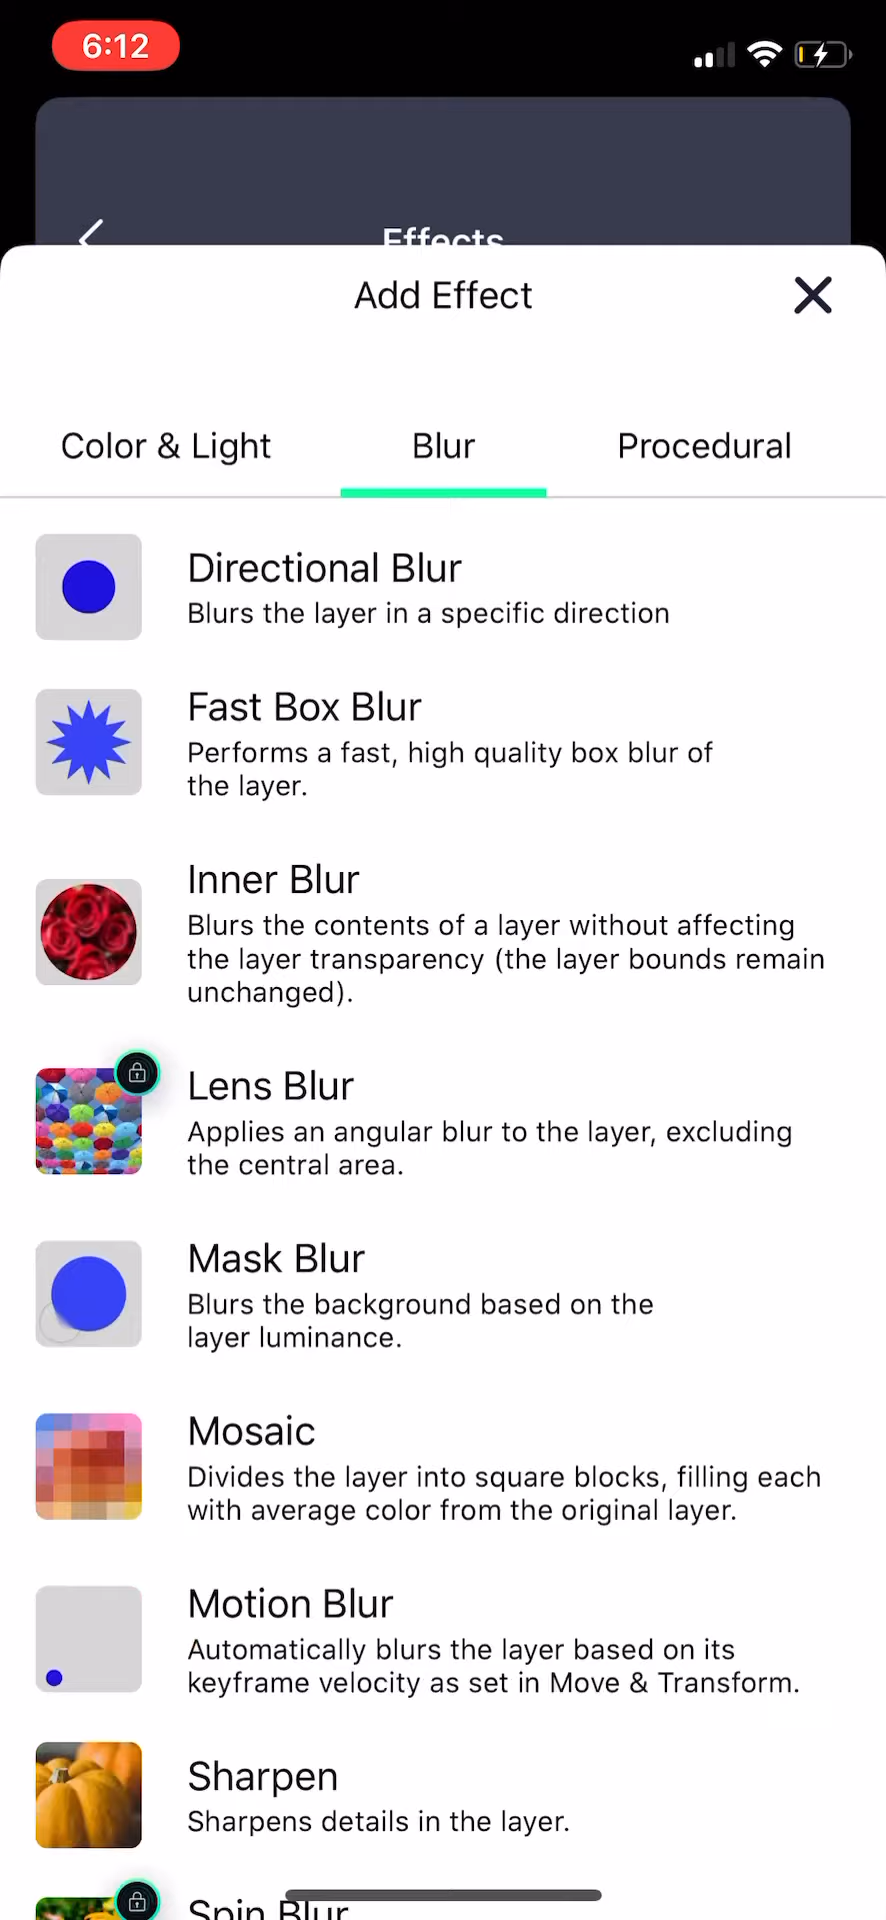 6:12
Effects
Add Effect
Color & Light
Blur
Procedural
Directional Blur
Blurs the layer in a specific direction
Fast Box Blur
Performs a fast, high quality box blur of
the layer.
Inner Blur
Blurs the contents of a layer without affecting
the layer transparency (the layer bounds remain
unchanged).
Lens Blur
Applies an angular blur to the layer, excluding
the central area.
Mask Blur
Blurs the background based on the
layer luminance.
Mosaic
Divides the layer into square blocks, filling each
with average color from the original layer.
Motion Blur
Automatically blurs the layer based on its
keyframe velocity as set in Move & Transform.
Sharpen
Sharpens details in the layer.
Spin Blur